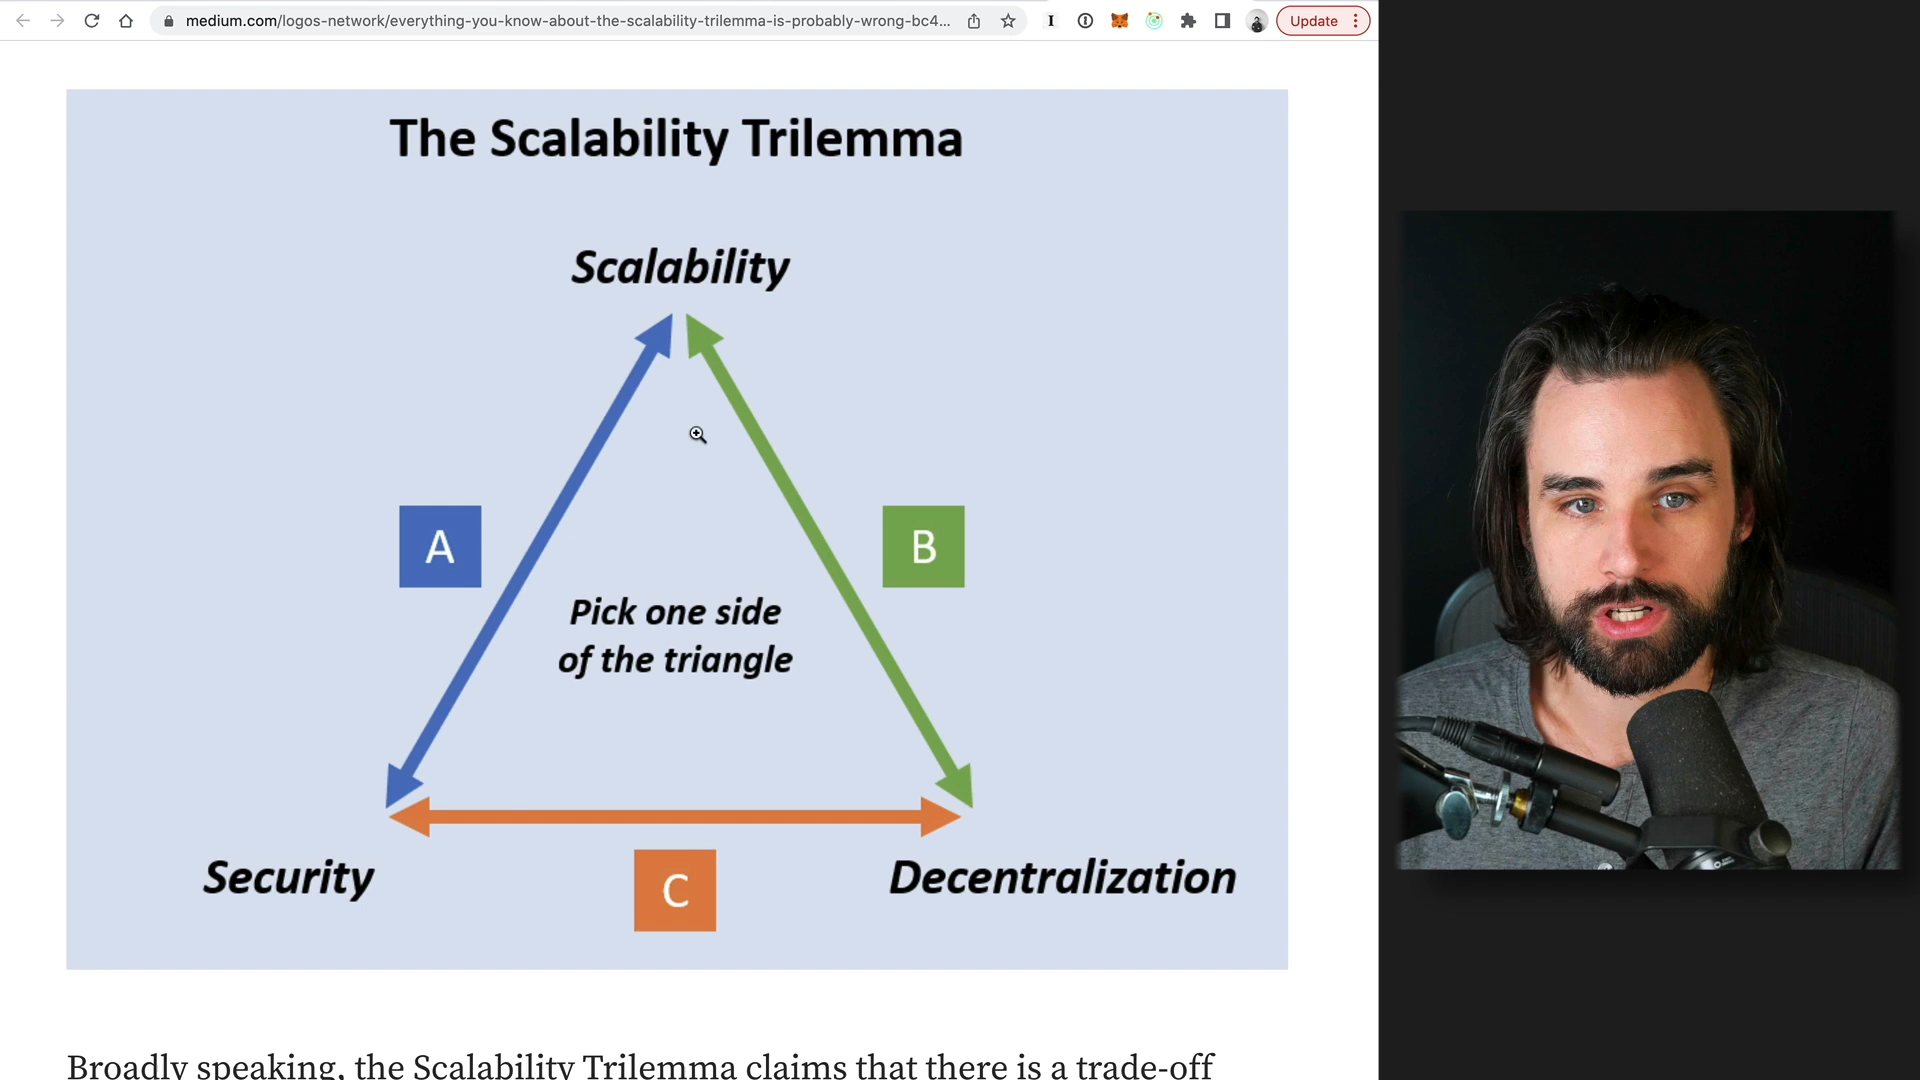 medium.com/logos-network/everything-you-know-about-the-scalability-trilemma-is-probably-wrong-bc4...
Update
The Scalability Trilemma
Scalability
A
B
Pick one side
of the triangle
Security
C
Decentralization
Broadly speaking, the Scalability Trilemma claims that there is a trade-off